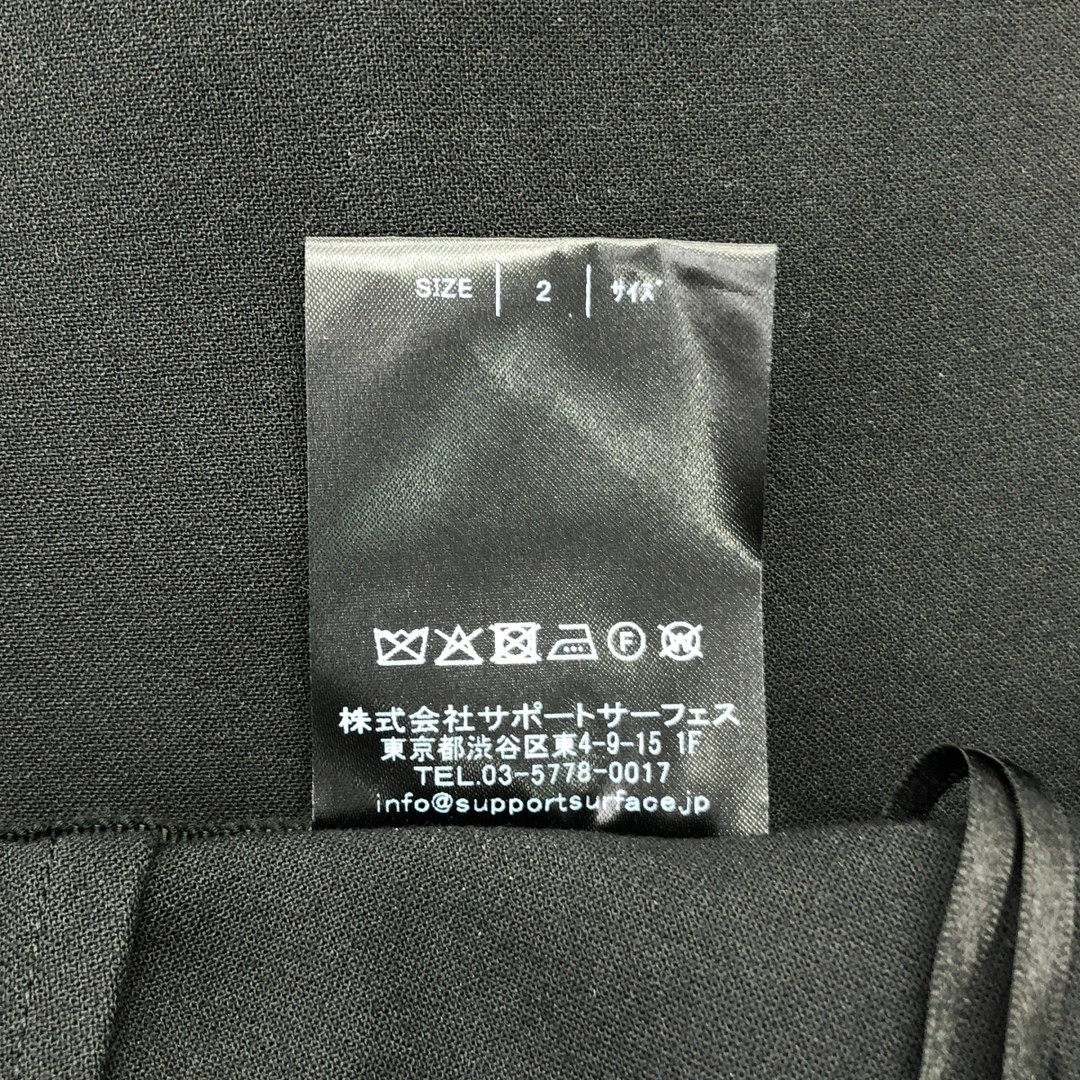 SIZE | 2 | ｻｲｽﾞ
F W
株式会社サポートサーフェス
東京都渋谷区東4-9-15 1F
TEL.03-5778-0017
info@supportsurface.jp